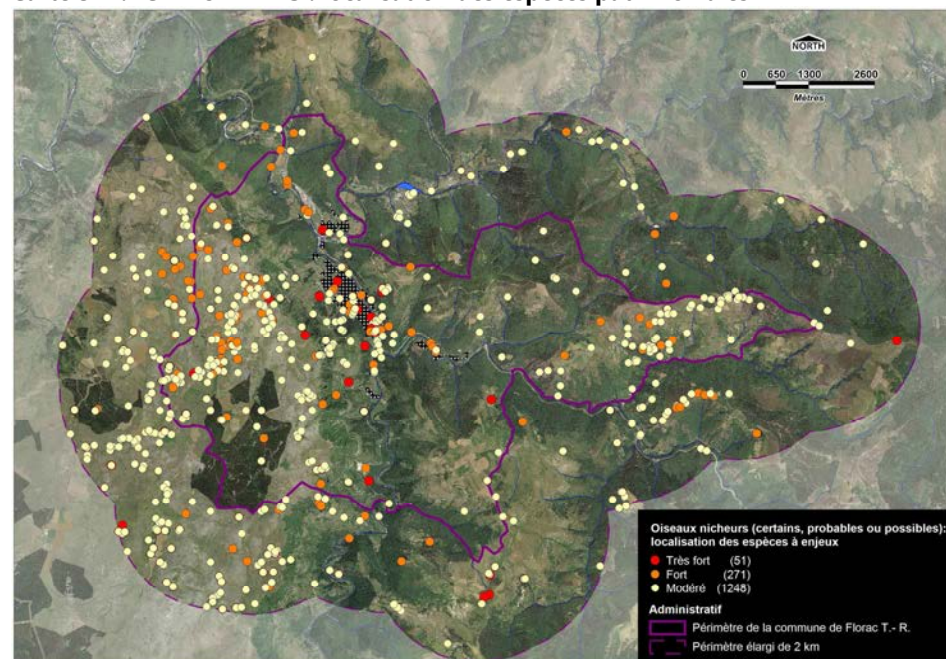 NORTH
0 650 1300 2600
Mètres
Oiseaux nicheurs (certains, probables ou possibles):
localisation des espèces à enjeux
Très fort (51)
Fort (271)
Modéré (1248)
Administratif
Périmètre de la commune de Florac T.- R.
Périmètre élargi de 2 km